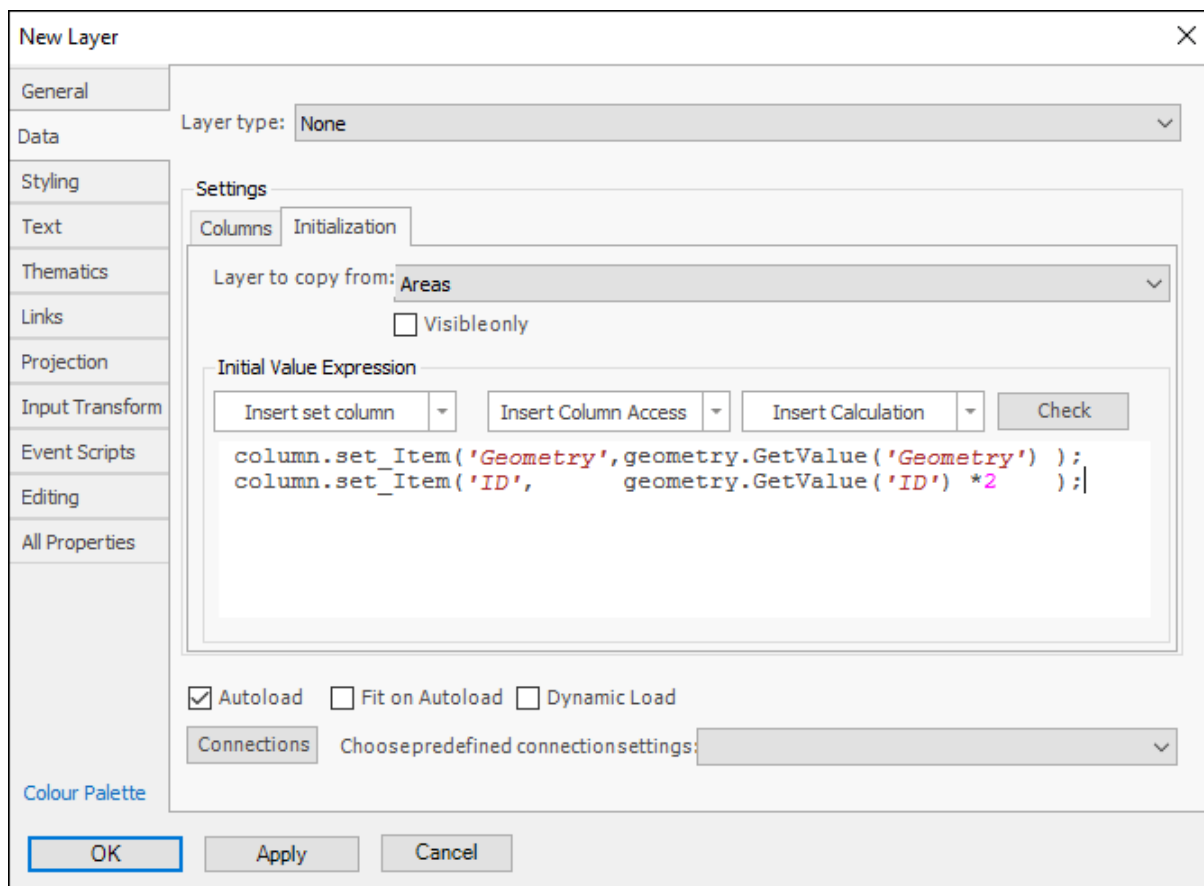 New Layer
General
Data
Styling
Text
Thematics
Links
Projection
Input Transform
Event Scripts
Editing
All Properties
Colour Palette
Layer type: None
Settings
Columns Initialization
Layer to copy from: Areas
Visible only
Initial Value Expression
Insert set column Insert Column Access Insert Calculation Check
column.set_Item('Geometry',geometry.GetValue('Geometry') );
column.set_Item('ID', geometry.GetValue('ID') *2 );
Autoload Fit on Autoload Dynamic Load
Connections Choose predefined connection settings:
OK Apply Cancel